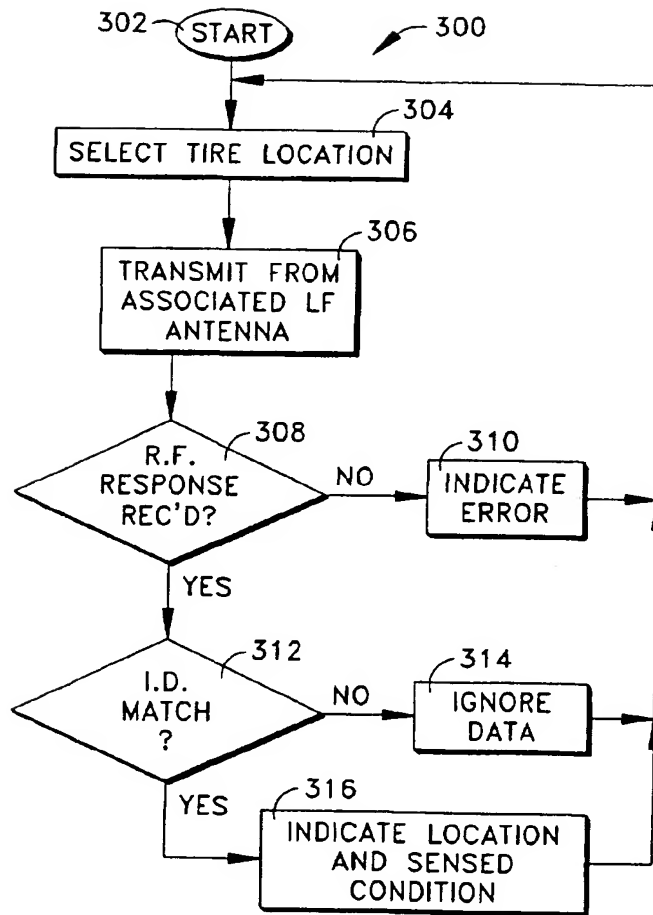 302
START
300
304
SELECT TIRE LOCATION
306
TRANSMIT FROM
ASSOCIATED LF
ANTENNA
308
R.F.
RESPONSE
REC'D?
NO
310
INDICATE
ERROR
YES
312
I.D.
MATCH
?
NO
314
IGNORE
DATA
YES
316
INDICATE LOCATION
AND SENSED
CONDITION